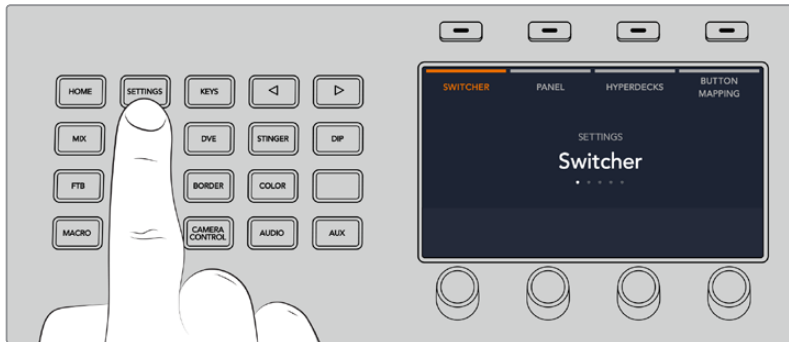 HOME
SETTINGS
KEYS
MIX
DVE
STINGER
DIP
FTB
BORDER
COLOR
MACRO
CAMERA
CONTROL
AUDIO
AUX
SWITCHER
PANEL
HYPERDECKS
BUTTON
MAPPING
SETTINGS
Switcher